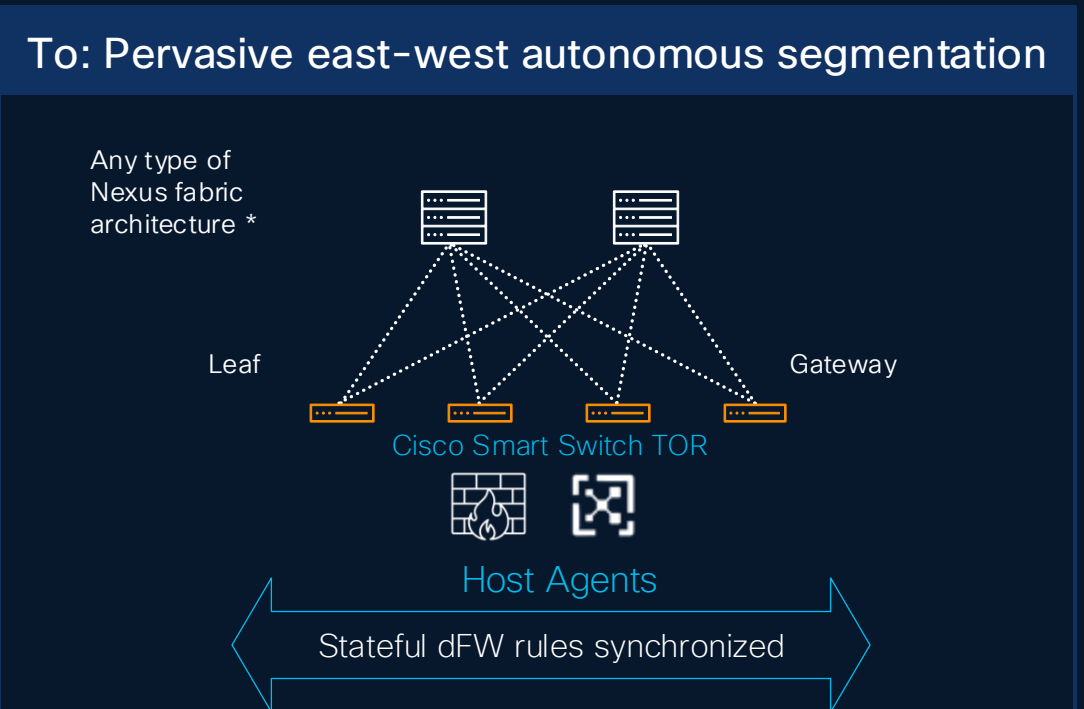 To: Pervasive east-west autonomous segmentation
Any type of
Nexus fabric
architecture *
Leaf
Gateway
Cisco Smart Switch TOR
Host Agents
Stateful dFW rules synchronized